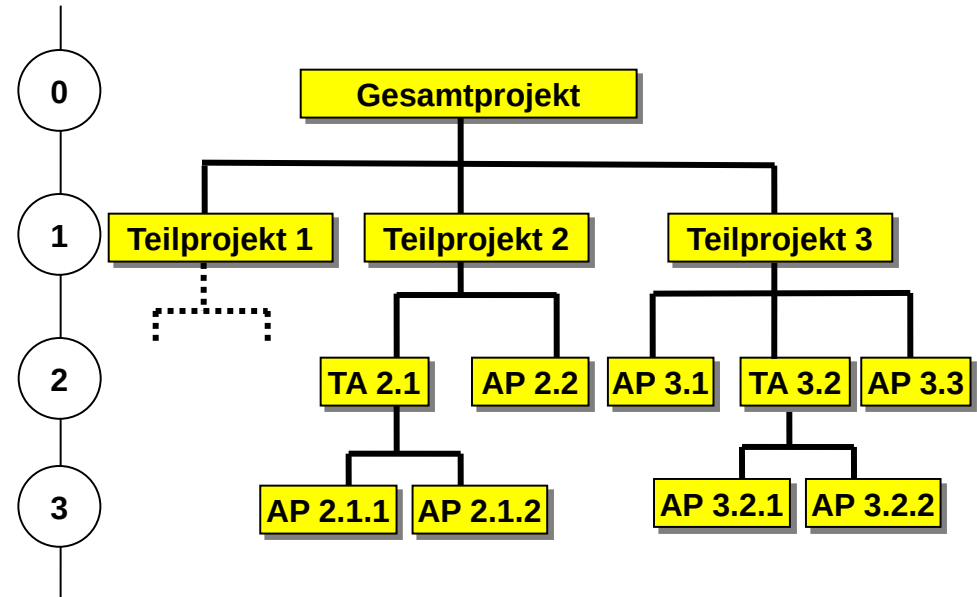 0
Gesamtprojekt
1
Teilprojekt 1
Teilprojekt 2
Teilprojekt 3
2
TA 2.1
AP 2.2
AP 3.1
TA 3.2
AP 3.3
3
AP 2.1.1
AP 2.1.2
AP 3.2.1
AP 3.2.2